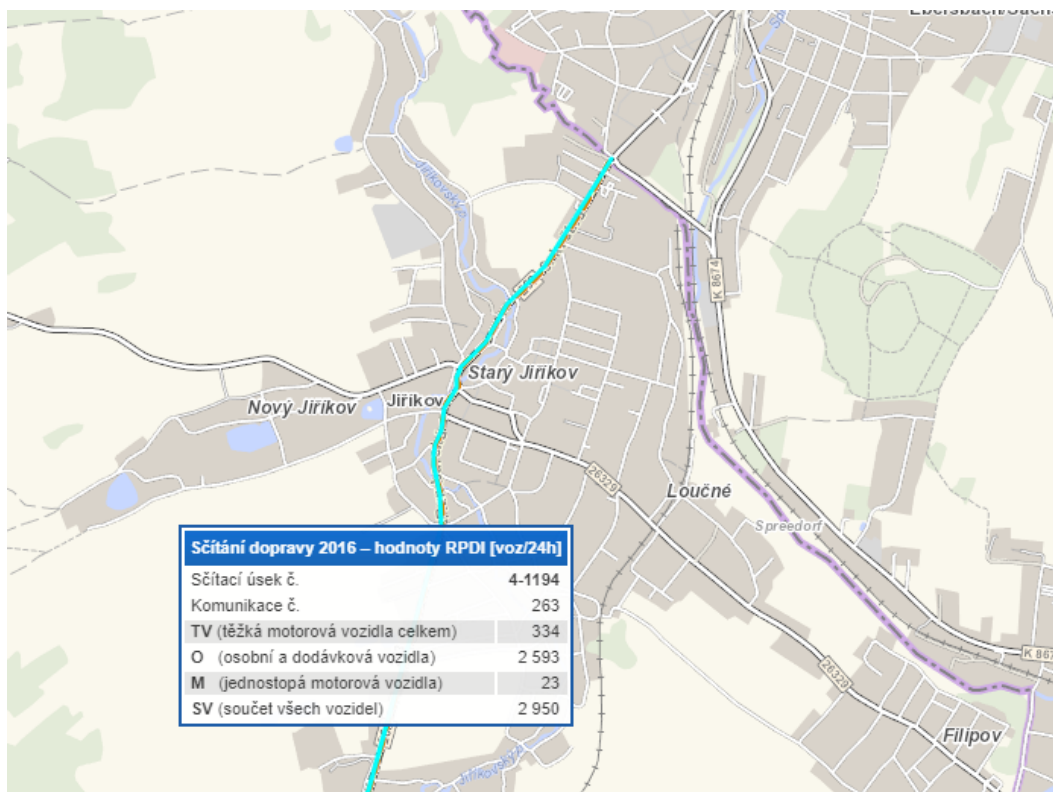 Ebersbach/Sachs
Jiříkovský p.
K 8674
Starý Jiříkov
Jiříkov
Nový Jiříkov
26329
Loučné
Spreedorf
Sčítání dopravy 2016 – hodnoty RPDI [voz/24h]
Sčítací úsek č. 4-1194
Komunikace č. 263
TV (těžká motorová vozidla celkem) 334
O (osobní a dodávková vozidla) 2 593
M (jednostopá motorová vozidla) 23
SV (součet všech vozidel) 2 950
K 867
26329
Filipov
Jiříkovský p.